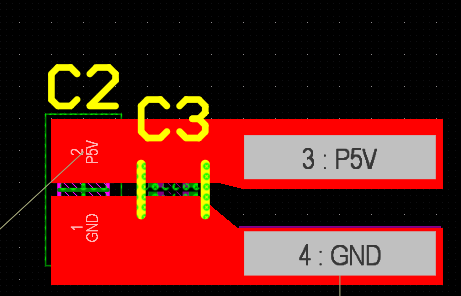 C2
C3
2
P5V
3 : P5V
1
GND
4 : GND